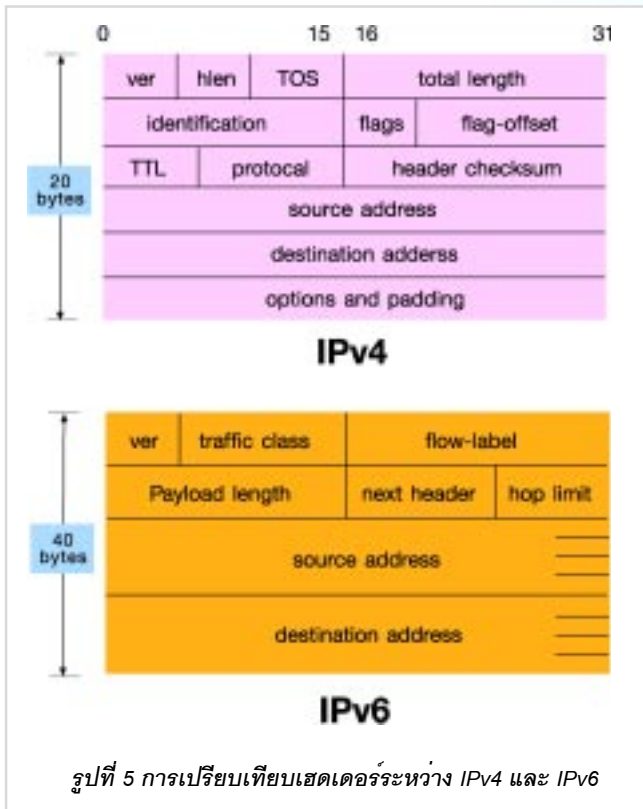 0 15 16 31
ver hlen TOS total length
identification flags flag-offset
TTL protocal header checksum
20
bytes
source address
destination adderss
options and padding
IPv4
ver traffic class flow-label
Payload length next header hop limit
40
bytes
source address
destination address
IPv6
รูปที่ 5 การเปรียบเทียบเฮดเดอร์ระหว่าง IPv4 และ IPv6